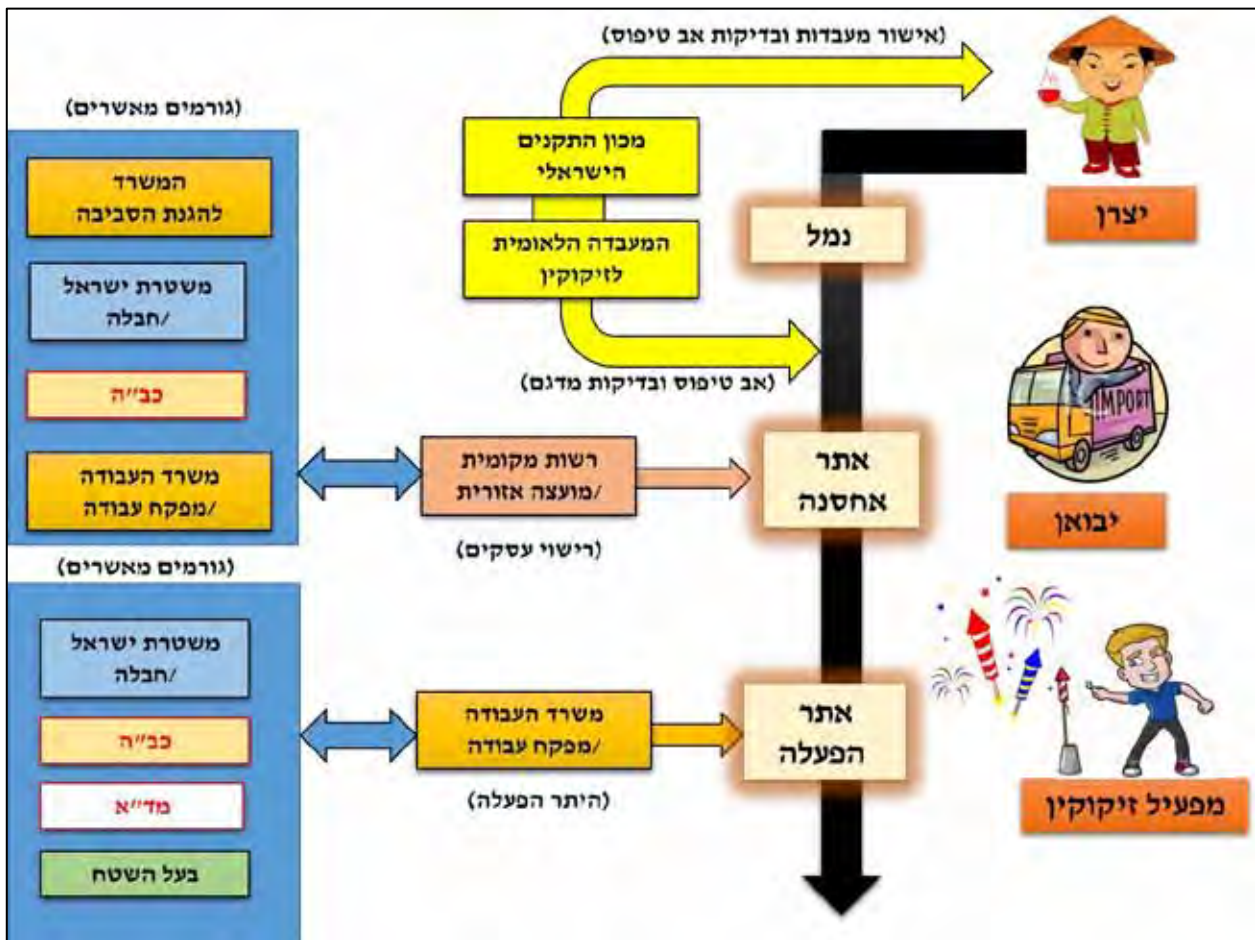 (אישור מעבדות ובדיקות אב טיפוס)
יצרן
מכון התקנים
הישראלי
המעבדה הלאומית
לזיקוקין
(אב טיפוס ובדיקות מדגם)
נמל
IMPORT
יבואן
אתר
אחסנה
רשות מקומית
/מועצה אזורית
(רישוי עסקים)
(גורמים מאשרים)
המשרד
להגנת הסביבה
משטרת ישראל
/חבלה
כב"ה
משרד העבודה
/מפקח עבודה
מפעיל זיקוקין
אתר
הפעלה
משרד העבודה
/מפקח עבודה
(היתר הפעלה)
(גורמים מאשרים)
משטרת ישראל
/חבלה
כב"ה
מד"א
בעל השטח